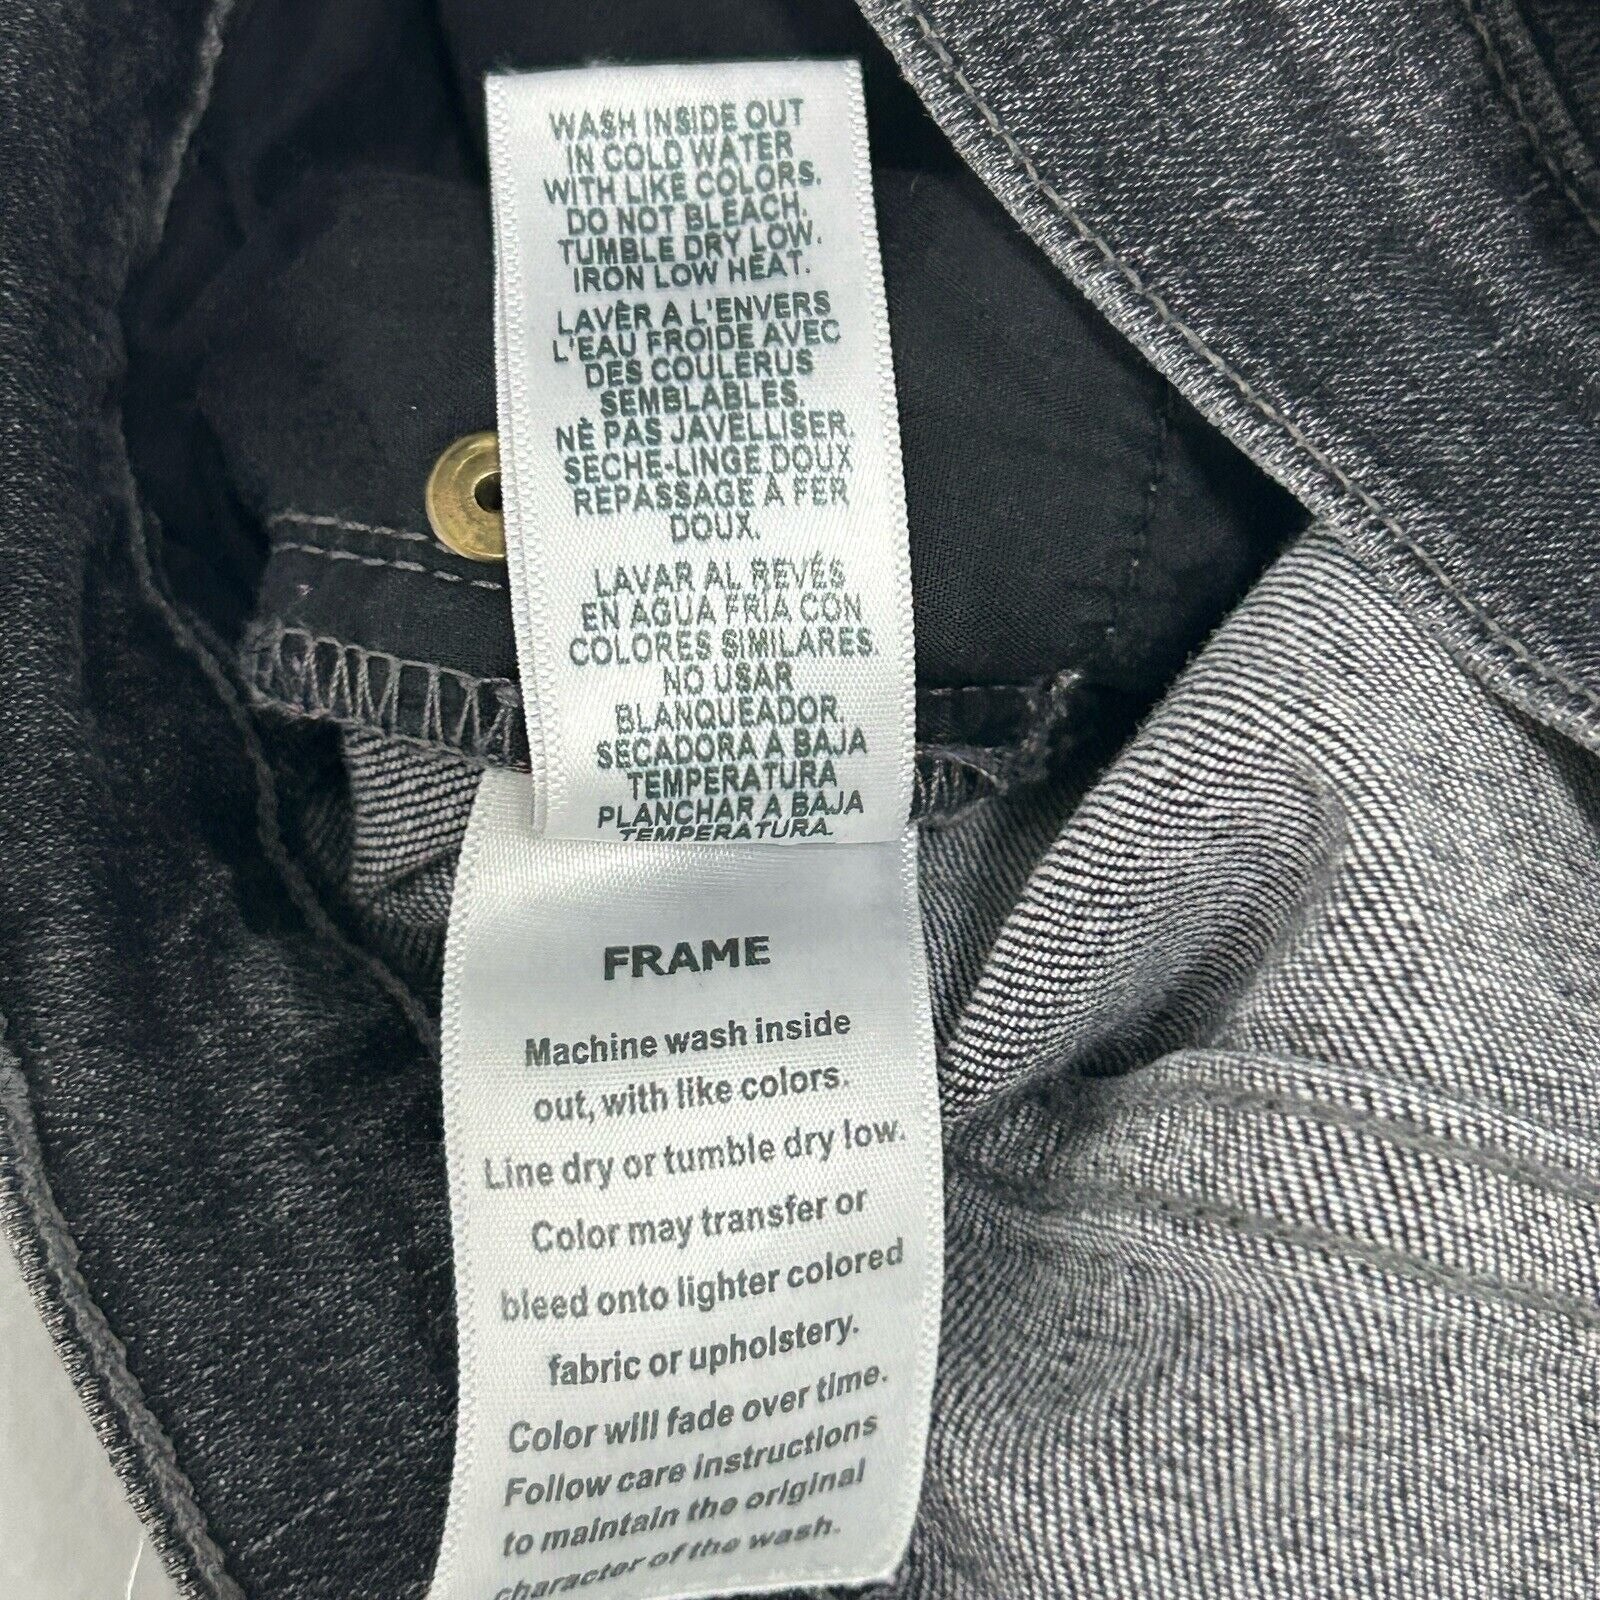 WASH INSIDE OUT
IN COLD WATER
WITH LIKE COLORS.
DO NOT BLEACH.
TUMBLE DRY LOW.
IRON LOW HEAT.
LAVÈR A L'ENVERS
L'EAU FROIDE AVEC
DES COULERUS
SEMBLABLES.
NÈ PAS JAVELLISER.
SECHE-LINGE DOUX
REPASSAGE A FER
DOUX.
LAVAR AL REVÉS
EN AGUA FRIA CON
COLORES SIMILARES
NO USAR
BLANQUEADOR.
SECADORA A BAJA
TEMPERATURA
PLANCHAR A BAJA
TEMPERATURA.
FRAME
Machine wash inside
out, with like colors.
Line dry or tumble dry low.
Color may transfer or
bleed onto lighter colored
fabric or upholstery.
Color will fade over time.
Follow care instructions
to maintain the original
character of the wash.